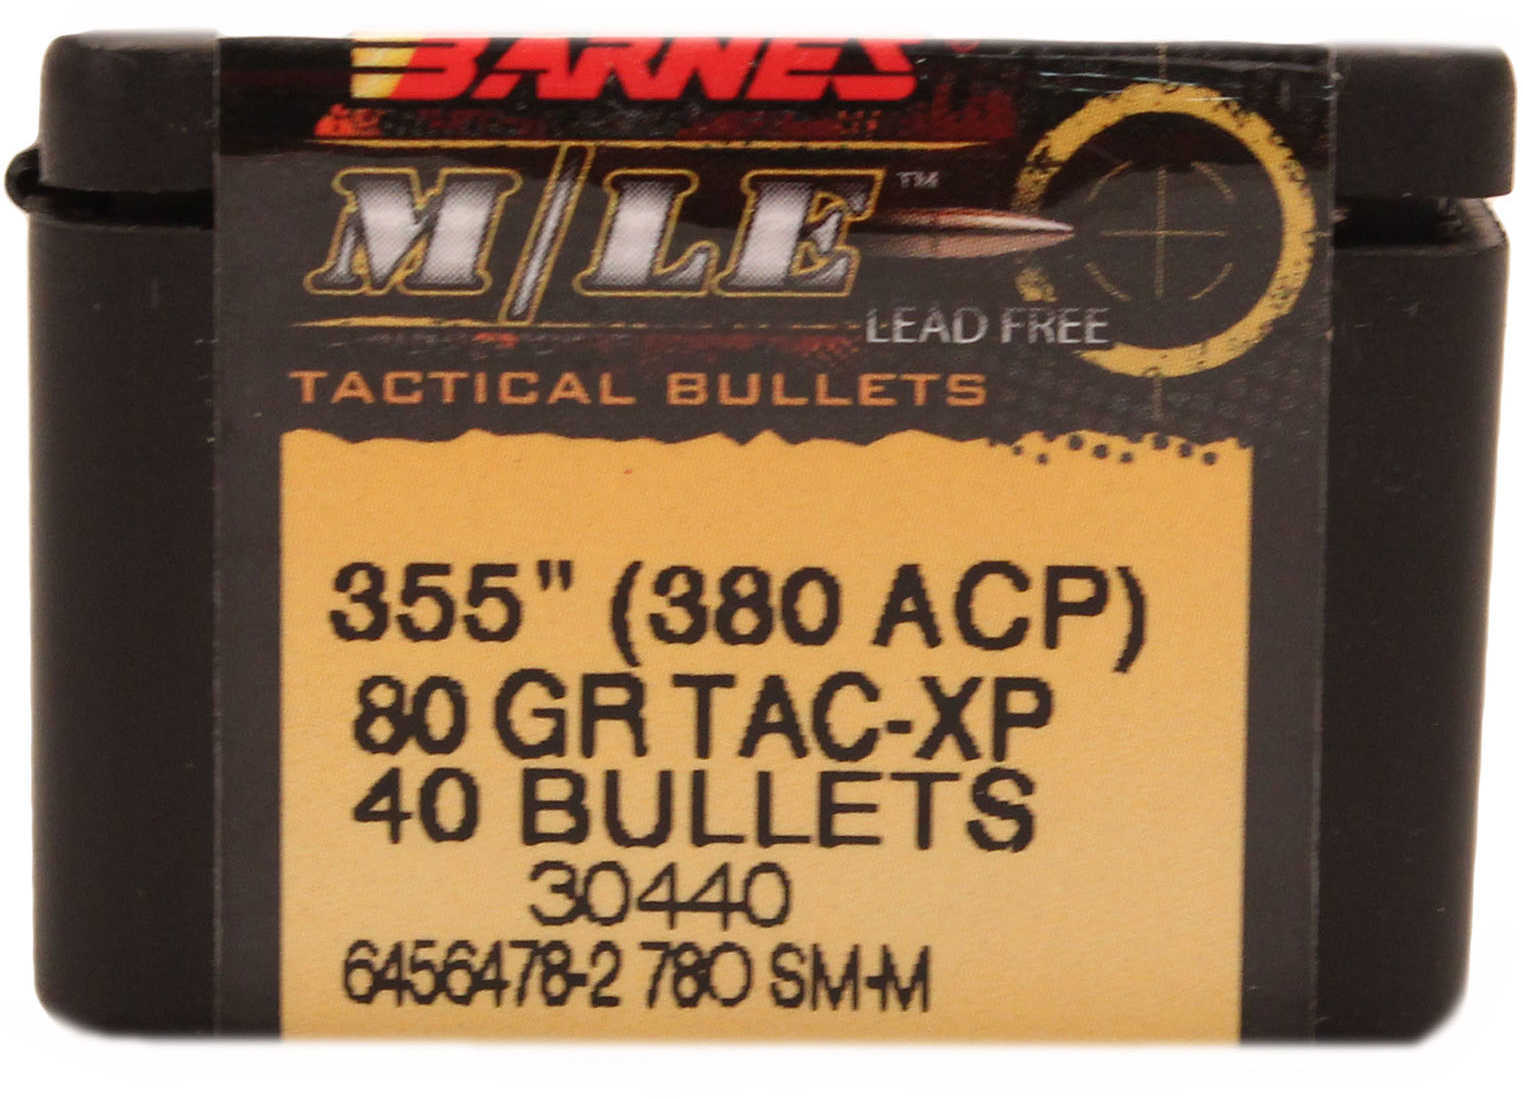 BARNES
M/LE™
LEAD FREE
TACTICAL BULLETS
355" (380 ACP)
80 GR TAC-XP
40 BULLETS
30440
6456478-2 780 SM-M